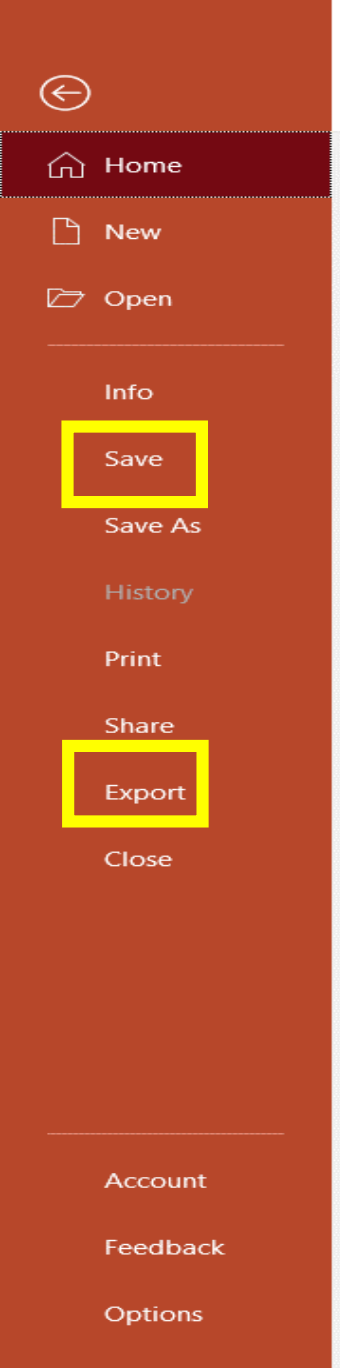 Home
New
Open
Info
Save
Save As
History
Print
Share
Export
Close
Account
Feedback
Options